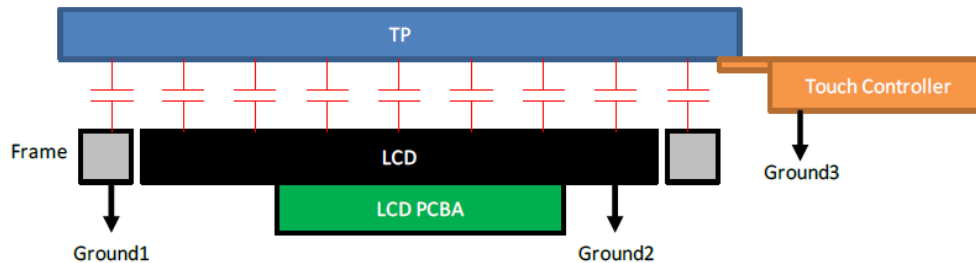 TP
Touch Controller
Frame
LCD
Ground3
LCD PCBA
Ground1
Ground2